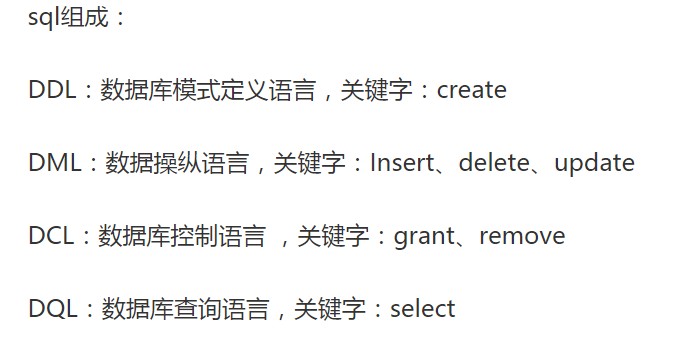 sql组成：
DDL：数据库模式定义语言，关键字：create
DML：数据操纵语言，关键字：Insert、delete、update
DCL：数据库控制语言 ，关键字：grant、remove
DQL：数据库查询语言，关键字：select